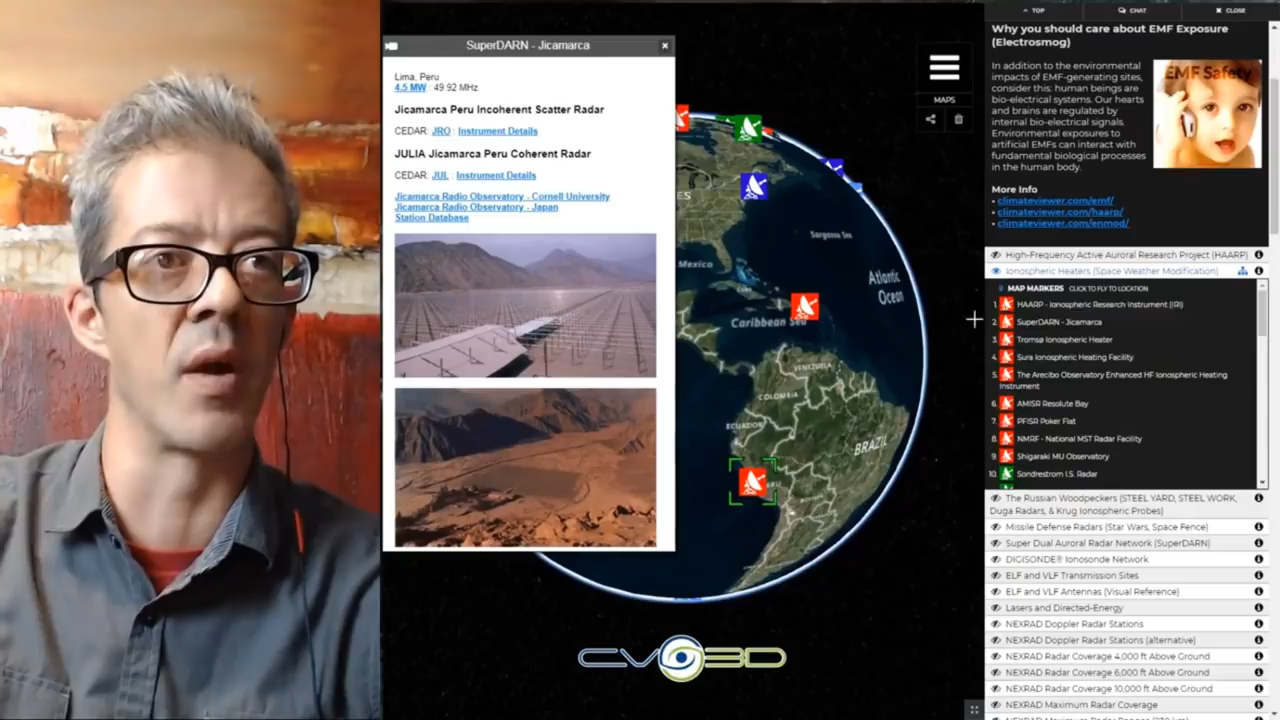 SuperDARN - Jicamarca
Lima, Peru
4.5 MW : 49.92 MHz
Jicamarca Peru Incoherent Scatter Radar
CEDAR: JRO : Instrument Details
JULIA Jicamarca Peru Coherent Radar
CEDAR: JUL : Instrument Details
Jicamarca Radio Observatory - Cornell University
Jicamarca Radio Observatory - Japan
Station Database
MAPS
ES
Mexico
Sargasso Sea
Atlantic
Ocean
Cuba
Caribbean Sea
VENEZUELA
COLOMBIA
ECUADOR
BRAZIL
CV3D
TOP
CHAT
CLOSE
Why you should care about EMF Exposure
(Electrosmog)
In addition to the environmental
impacts of EMF-generating sites,
consider this: human beings are
bio-electrical systems. Our hearts
and brains are regulated by
internal bio-electrical signals.
Environmental exposures to
artificial EMFs can interact with
fundamental biological processes
in the human body.
EMF Safety
More Info
• climateviewer.com/emf/
• climateviewer.com/haarp/
• climateviewer.com/enmod/
High-Frequency Active Auroral Research Project (HAARP)
Ionospheric Heaters (Space Weather Modification)
MAP MARKERS CLICK TO FLY TO LOCATION
1. HAARP - Ionospheric Research Instrument (IRI)
2. SuperDARN - Jicamarca
3. Tromsø Ionospheric Heater
4. Sura Ionospheric Heating Facility
5. The Arecibo Observatory Enhanced HF Ionospheric Heating
Instrument
6. AMISR Resolute Bay
7. PFISR Poker Flat
8. NMRF - National MST Radar Facility
9. Shigaraki MU Observatory
10. Sondrestrom I.S. Radar
The Russian Woodpeckers (STEEL YARD, STEEL WORK,
Duga Radars, & Krug Ionospheric Probes)
Missile Defense Radars (Star Wars, Space Fence)
Super Dual Auroral Radar Network (SuperDARN)
DIGISONDE® Ionosonde Network
ELF and VLF Transmission Sites
ELF and VLF Antennas (Visual Reference)
Lasers and Directed-Energy
NEXRAD Doppler Radar Stations
NEXRAD Doppler Radar Stations (alternative)
NEXRAD Radar Coverage 4,000 ft Above Ground
NEXRAD Radar Coverage 6,000 ft Above Ground
NEXRAD Radar Coverage 10,000 ft Above Ground
NEXRAD Maximum Radar Coverage